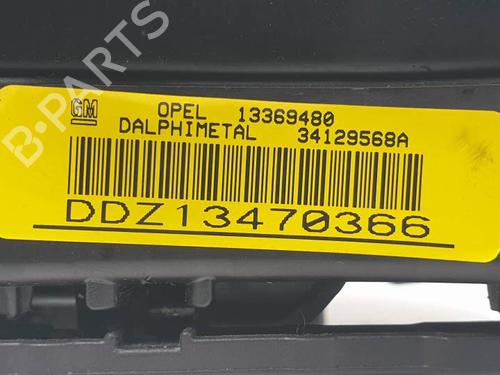 B-PARTS
GM OPEL 13369480
DALPHIMETAL 34129568A
DDZ13470366